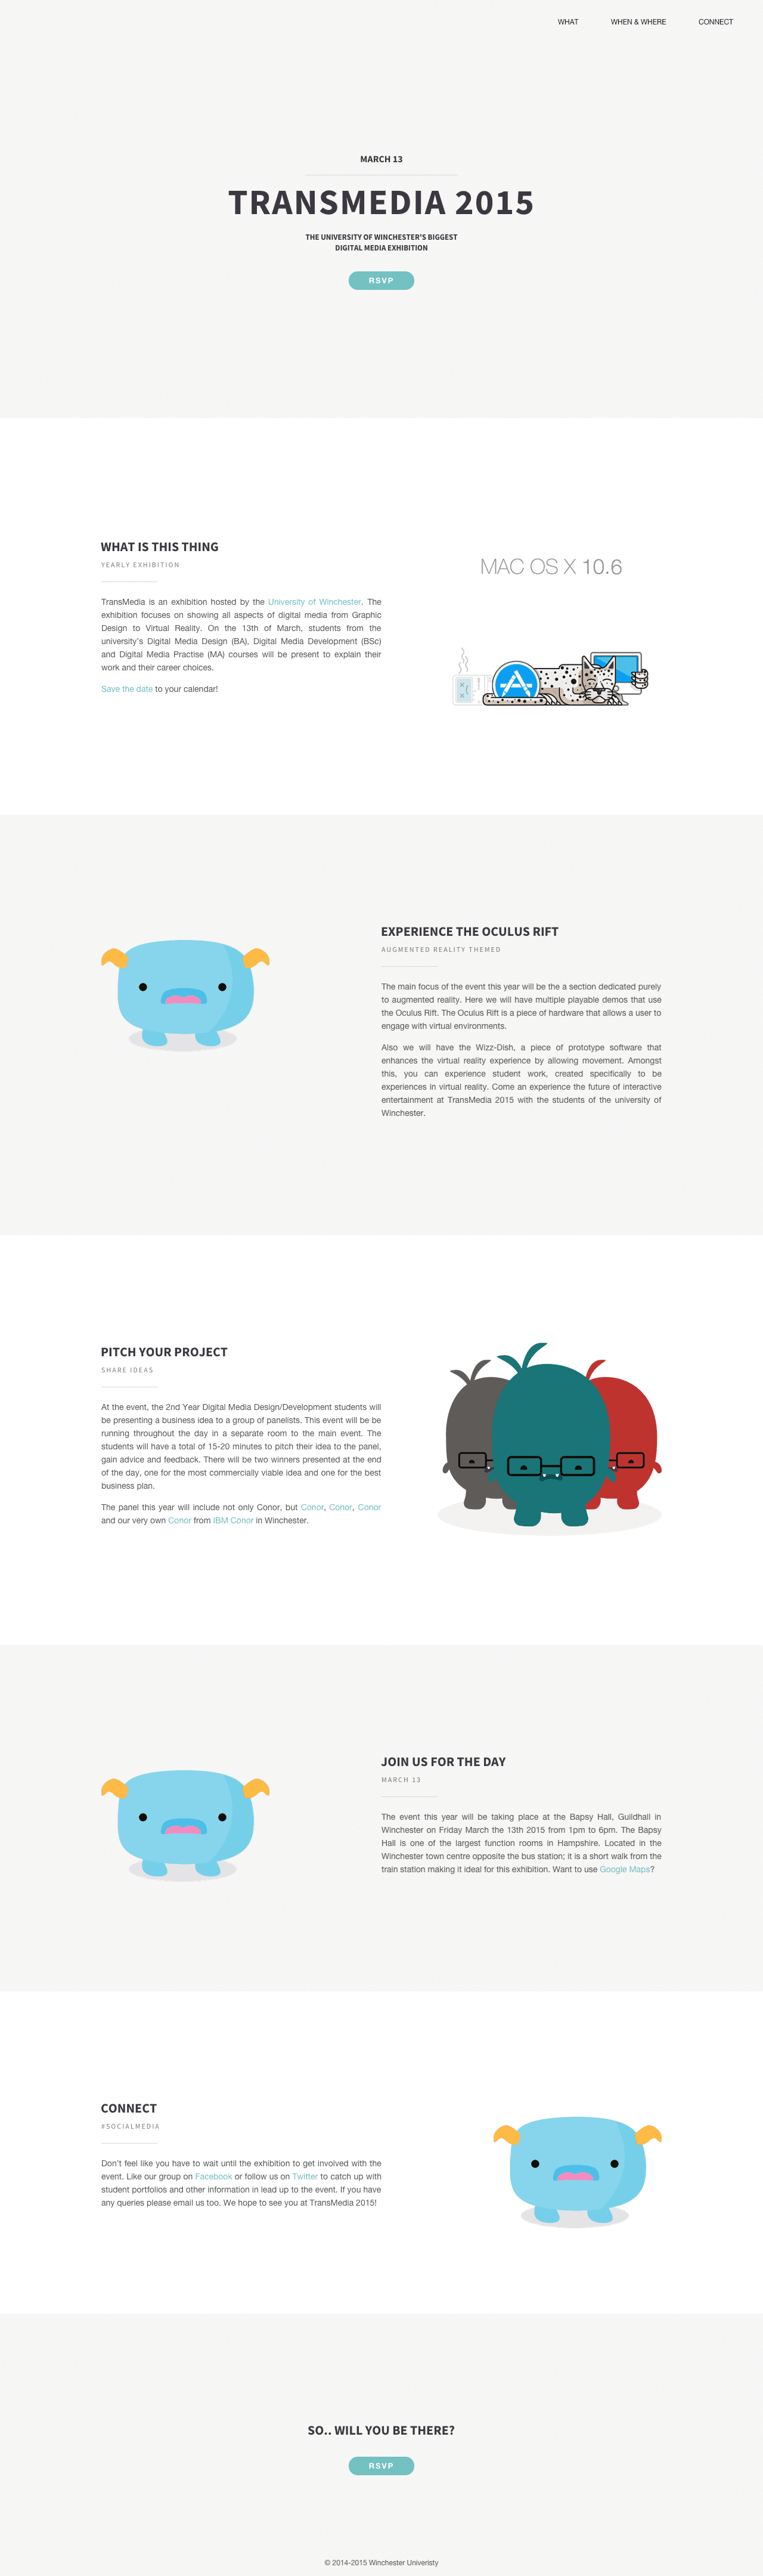 WHAT WHEN & WHERE CONNECT
MARCH 13
TRANSMEDIA 2015
THE UNIVERSITY OF WINCHESTER'S BIGGEST
DIGITAL MEDIA EXHIBITION
RSVP
WHAT IS THIS THING
YEARLY EXHIBITION
TransMedia is an exhibition hosted by the University of Winchester. The
exhibition focuses on showing all aspects of digital media from Graphic
Design to Virtual Reality. On the 13th of March, students from the
university's Digital Media Design (BA), Digital Media Development (BSc)
and Digital Media Practise (MA) courses will be present to explain their
work and their career choices.
Save the date to your calendar!
MAC OS X 10.6
EXPERIENCE THE OCULUS RIFT
AUGMENTED REALITY THEMED
The main focus of the event this year will be the a section dedicated purely
to augmented reality. Here we will have multiple playable demos that use
the Oculus Rift. The Oculus Rift is a piece of hardware that allows a user to
engage with virtual environments.
Also we will have the Wizz-Dish, a piece of prototype software that
enhances the virtual reality experience by allowing movement. Amongst
this, you can experience student work, created specifically to be
experiences in virtual reality. Come an experience the future of interactive
entertainment at TransMedia 2015 with the students of the university of
Winchester.
PITCH YOUR PROJECT
SHARE IDEAS
At the event, the 2nd Year Digital Media Design/Development students will
be presenting a business idea to a group of panelists. This event will be be
running throughout the day in a separate room to the main event. The
students will have a total of 15-20 minutes to pitch their idea to the panel,
gain advice and feedback. There will be two winners presented at the end
of the day, one for the most commercially viable idea and one for the best
business plan.
The panel this year will include not only Conor, but Conor, Conor, Conor
and our very own Conor from IBM Conor in Winchester.
JOIN US FOR THE DAY
MARCH 13
The event this year will be taking place at the Bapsy Hall, Guildhall in
Winchester on Friday March the 13th 2015 from 1pm to 6pm. The Bapsy
Hall is one of the largest function rooms in Hampshire. Located in the
Winchester town centre opposite the bus station; it is a short walk from the
train station making it ideal for this exhibition. Want to use Google Maps?
CONNECT
#SOCIALMEDIA
Don't feel like you have to wait until the exhibition to get involved with the
event. Like our group on Facebook or follow us on Twitter to catch up with
student portfolios and other information in lead up to the event. If you have
any queries please email us too. We hope to see you at TransMedia 2015!
SO.. WILL YOU BE THERE?
RSVP
© 2014-2015 Winchester Univeristy